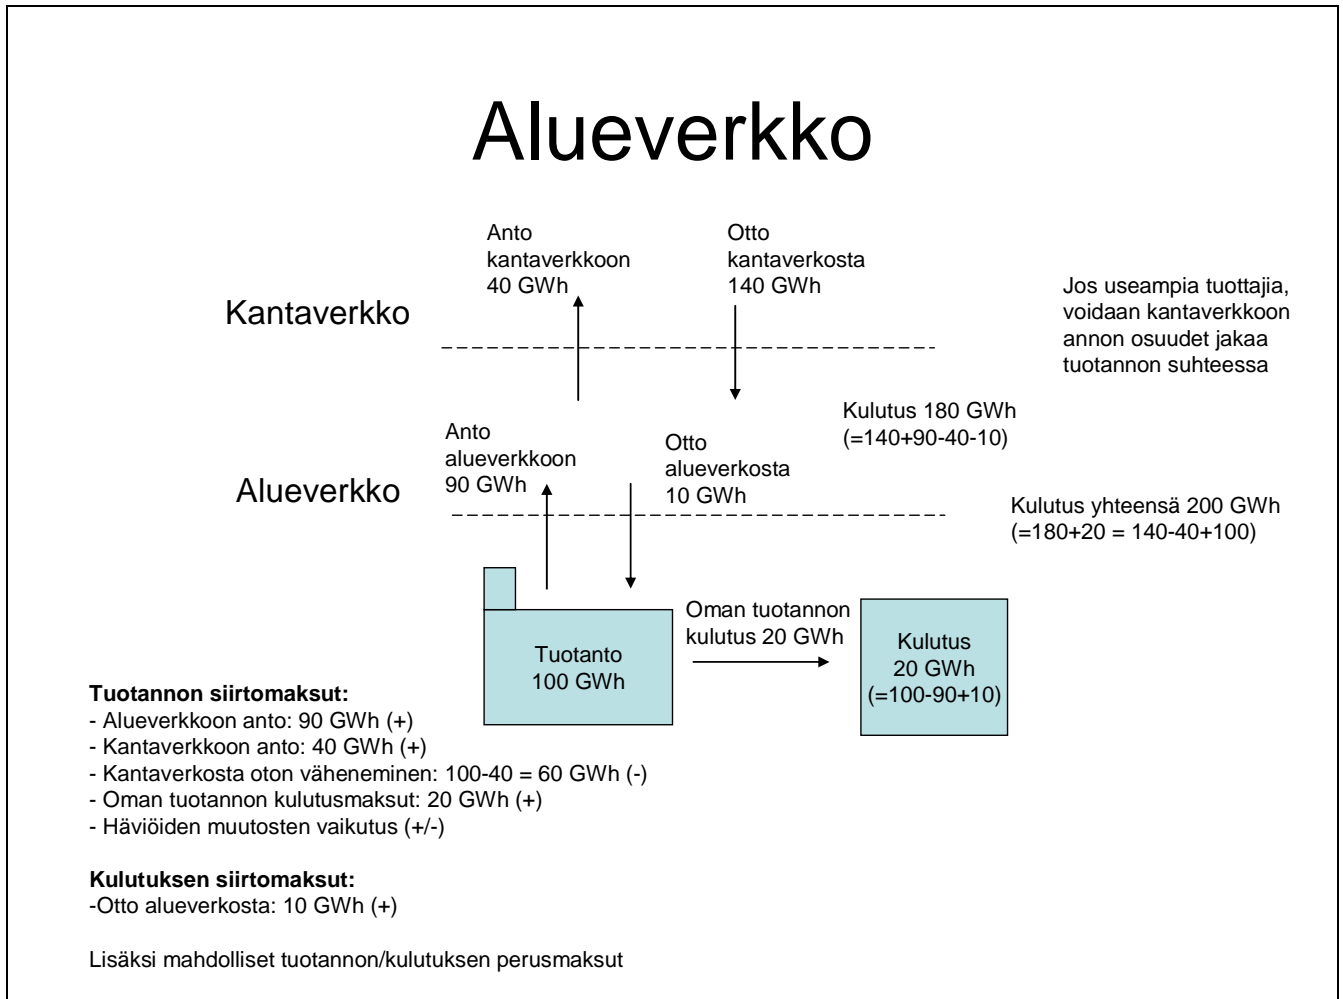 Alueverkko
Anto
kantaverkkoon
40 GWh
Otto
kantaverkosta
140 GWh
Jos useampia tuottajia,
voidaan kantaverkkoon
annon osuudet jakaa
tuotannon suhteessa
Kantaverkko
Kulutus 180 GWh
(=140+90-40-10)
Anto
alueverkkoon
90 GWh
Otto
alueverkosta
10 GWh
Alueverkko
Kulutus yhteensä 200 GWh
(=180+20 = 140-40+100)
Tuotanto
100 GWh
Oman tuotannon
kulutus 20 GWh
Kulutus
20 GWh
(=100-90+10)
Tuotannon siirtomaksut:
- Alueverkkoon anto: 90 GWh (+)
- Kantaverkkoon anto: 40 GWh (+)
- Kantaverkosta oton väheneminen: 100-40 = 60 GWh (-)
- Oman tuotannon kulutusmaksut: 20 GWh (+)
- Häviöiden muutosten vaikutus (+/-)
Kulutuksen siirtomaksut:
-Otto alueverkosta: 10 GWh (+)
Lisäksi mahdolliset tuotannon/kulutuksen perusmaksut